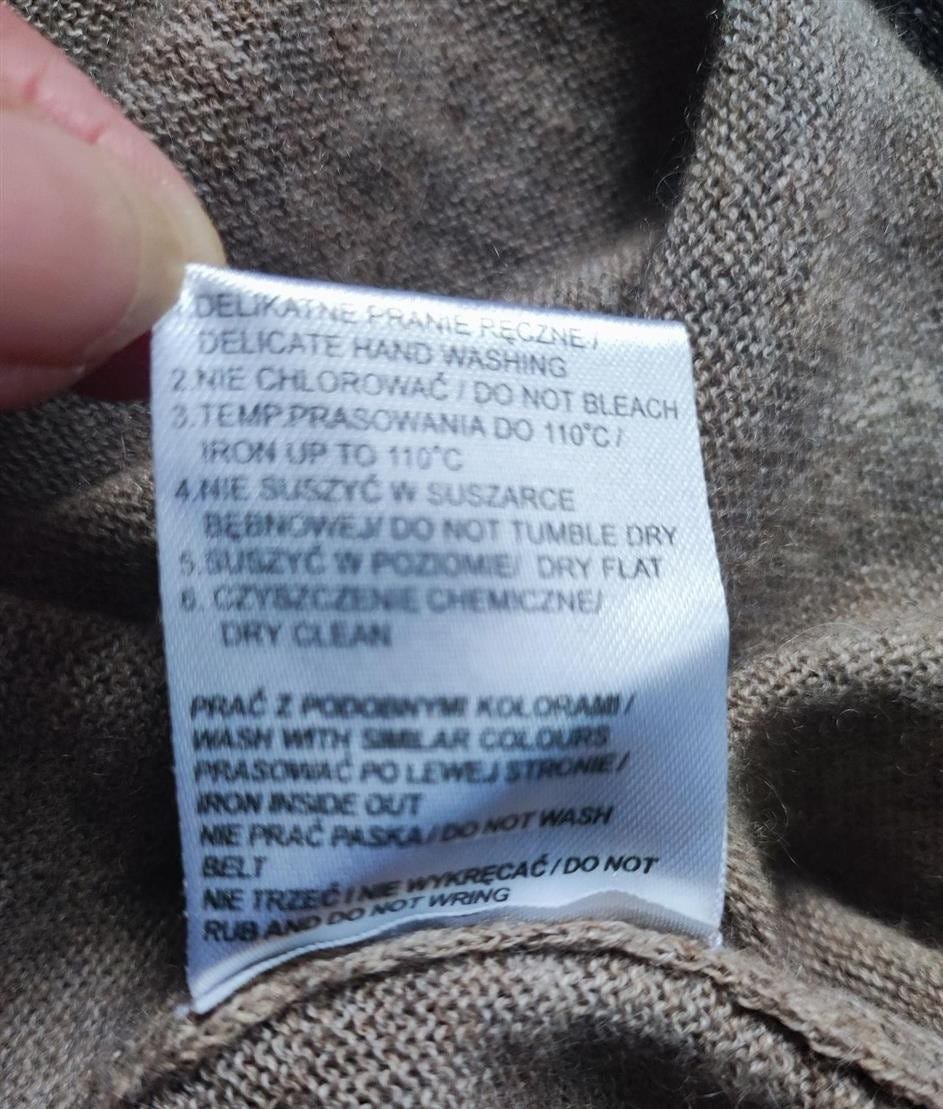 DELIKATNE PRANIE RĘCZNE /
DELICATE HAND WASHING
2.NIE CHLOROWAĆ / DO NOT BLEACH
3.TEMP.PRASOWANIA DO 110°C /
IRON UP TO 110°C
4.NIE SUSZYĆ W SUSZARCE
BĘBNOWEJ/ DO NOT TUMBLE DRY
5.SUSZYĆ W POZIOMIE/ DRY FLAT
6. CZYSZCZENIE CHEMICZNE/
DRY CLEAN
PRAĆ Z PODOBNYMI KOLORAMI /
WASH WITH SIMILAR COLOURS
PRASOWAĆ PO LEWEJ STRONIE /
IRON INSIDE OUT
NIE PRAĆ PASKA / DO NOT WASH
BELT
NIE TRZEĆ I NIE WYKRĘCAĆ / DO NOT
RUB AND DO NOT WRING